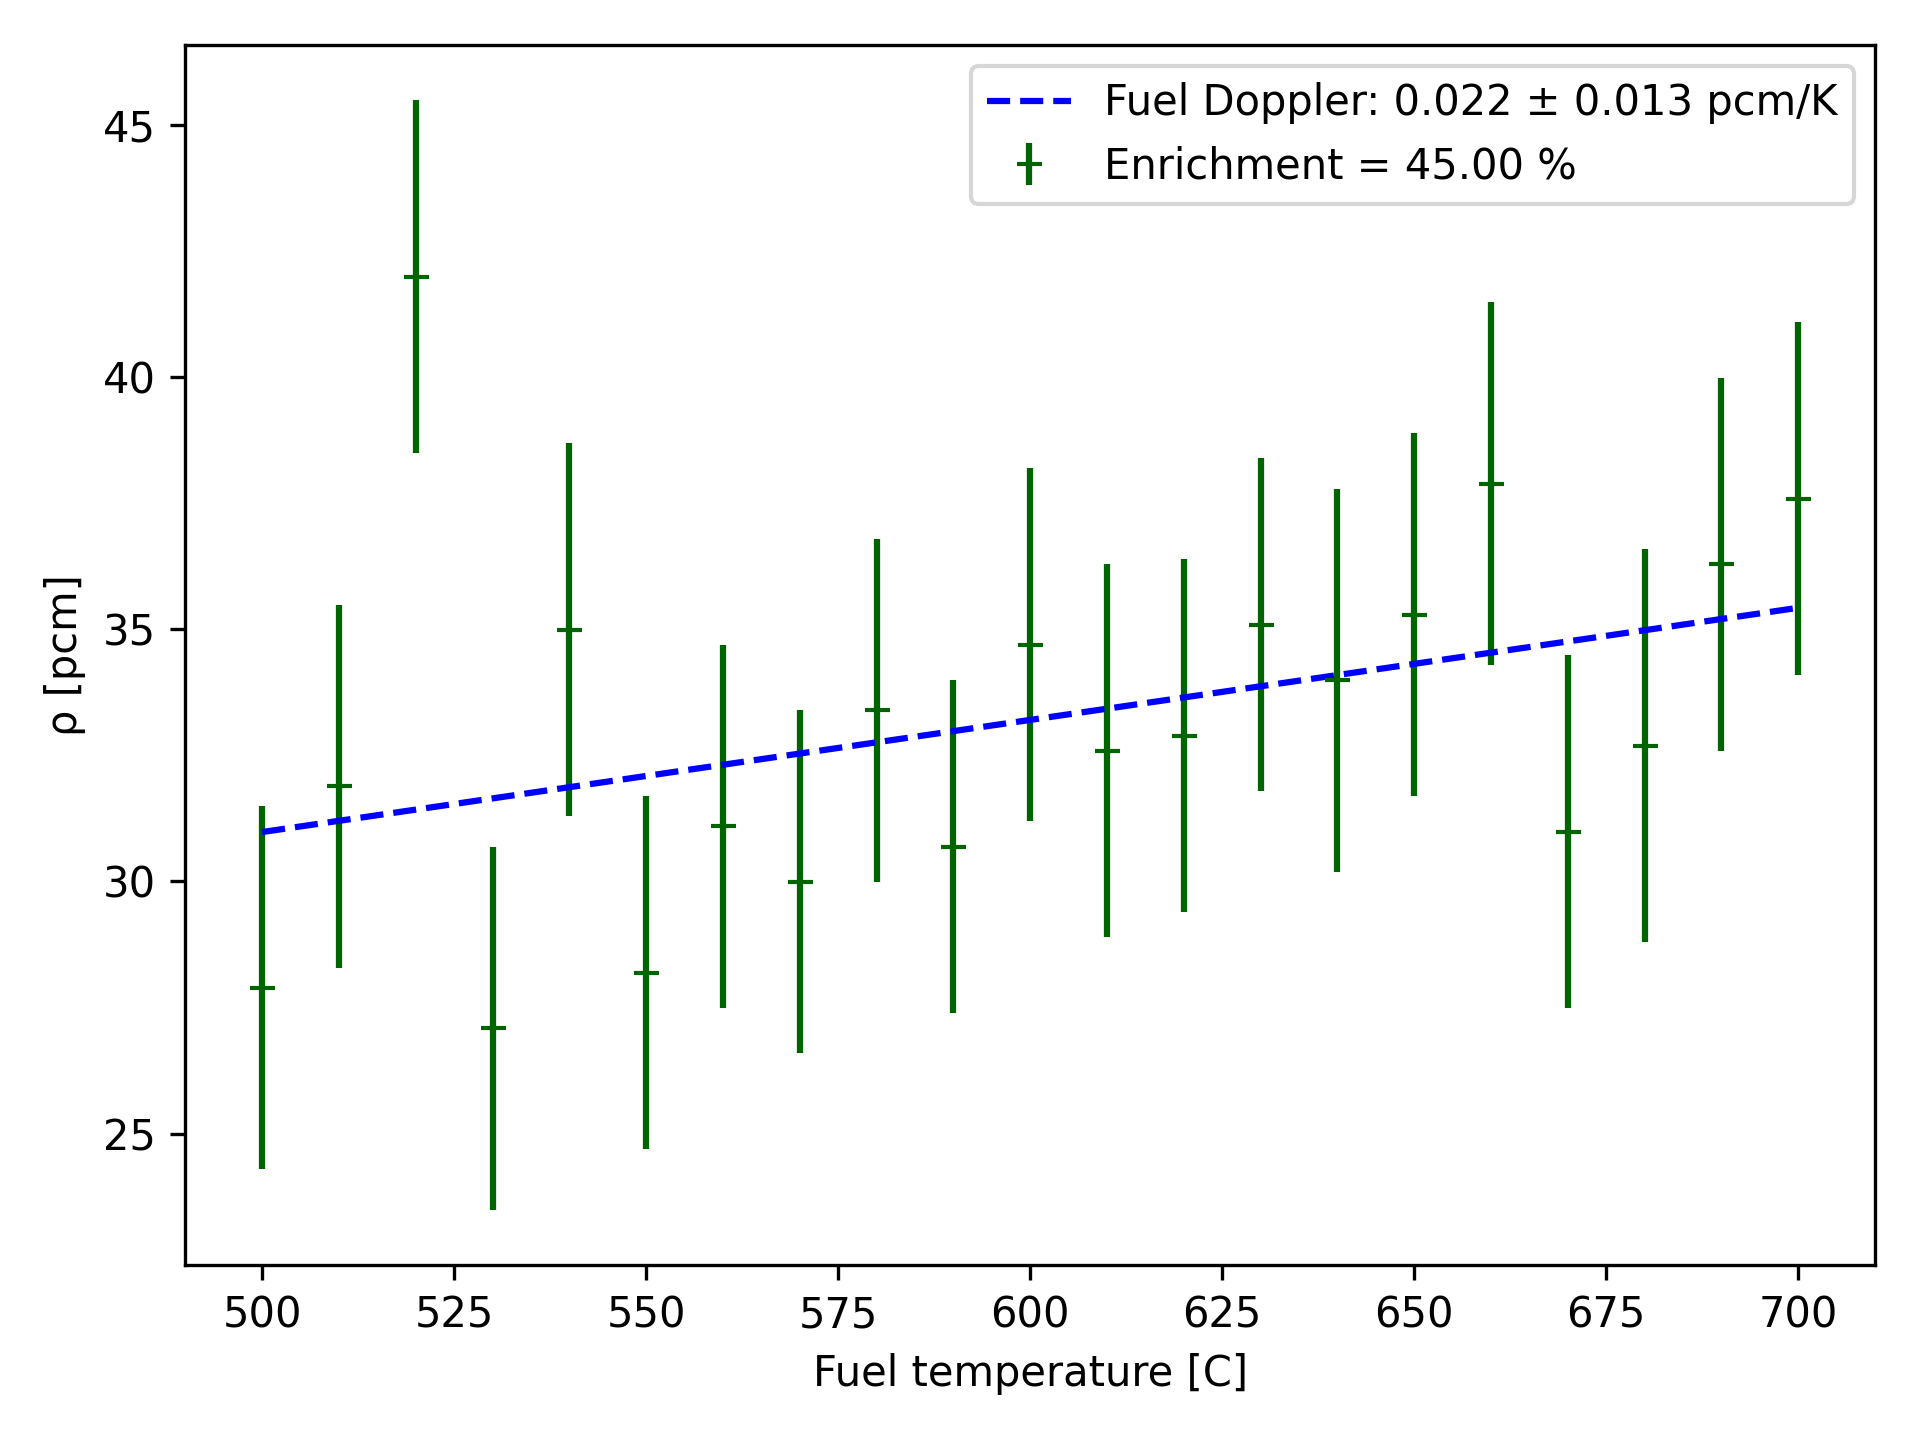 Fuel Doppler: 0.022 ± 0.013 pcm/K
Enrichment = 45.00 %
45
40
35
30
25
ρ [pcm]
500 525 550 575 600 625 650 675 700
Fuel temperature [C]